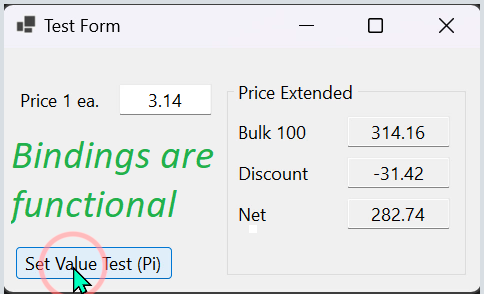 Test Form
Price 1 ea. 3.14
Bindings are
functional
Set Value Test (Pi)
Price Extended
Bulk 100 314.16
Discount -31.42
Net 282.74